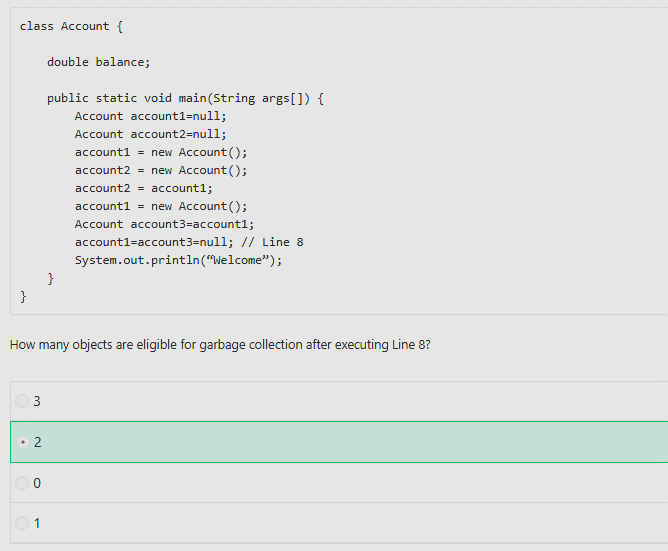 class Account {
double balance;
public static void main(String args[]) {
Account account1=null;
Account account2=null;
account1 = new Account();
account2 = new Account();
account2 = account1;
account1 = new Account();
Account account3=account1;
account1=account3=null; // Line 8
System.out.println(“Welcome”);
}
}
How many objects are eligible for garbage collection after executing Line 8?
3
2
0
1